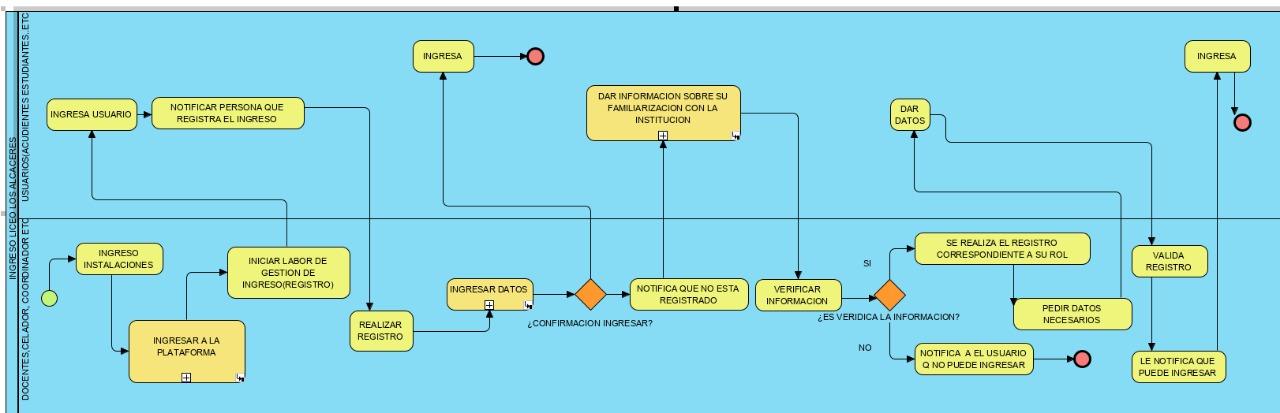 INGRESO LICEO LOS ALCACERES
USUARIOS(ACUDIENTES ESTUDIANTES..ETC
INGRESA USUARIO
NOTIFICAR PERSONA QUE
REGISTRA EL INGRESO
INGRESA
DAR INFORMACION SOBRE SU
FAMILIARIZACION CON LA
INSTITUCION
DAR
DATOS
INGRESA
DOCENTES,CELADOR, COORDINADOR ETC
INGRESO
INSTALACIONES
INGRESAR A LA
PLATAFORMA
INICIAR LABOR DE
GESTION DE
INGRESO(REGISTRO)
REALIZAR
REGISTRO
INGRESAR DATOS
¿CONFIRMACION INGRESAR?
NOTIFICA QUE NO ESTA
REGISTRADO
VERIFICAR
INFORMACION
¿ES VERIDICA LA INFORMACION?
SI
SE REALIZA EL REGISTRO
CORRESPONDIENTE A SU ROL
PEDIR DATOS
NECESARIOS
NO
NOTIFICA A EL USUARIO
Q NO PUEDE INGRESAR
VALIDA
REGISTRO
LE NOTIFICA QUE
PUEDE INGRESAR